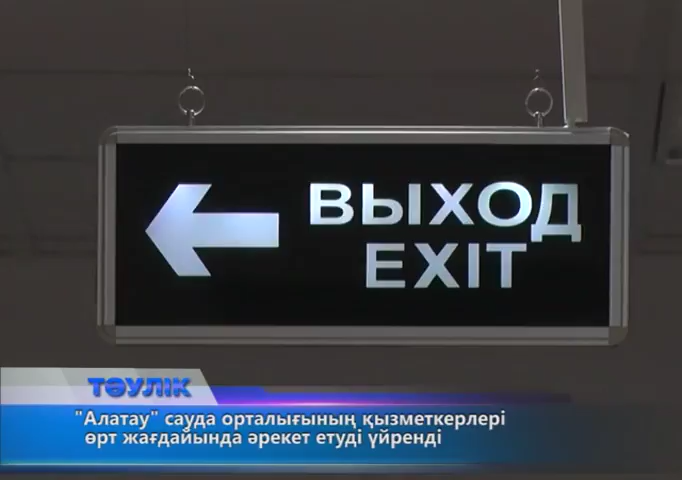 ВЫХОД
EXIT
ТӘУЛІК
"Алатау" сауда орталығының қызметкерлері
өрт жағдайында әрекет етуді үйренді